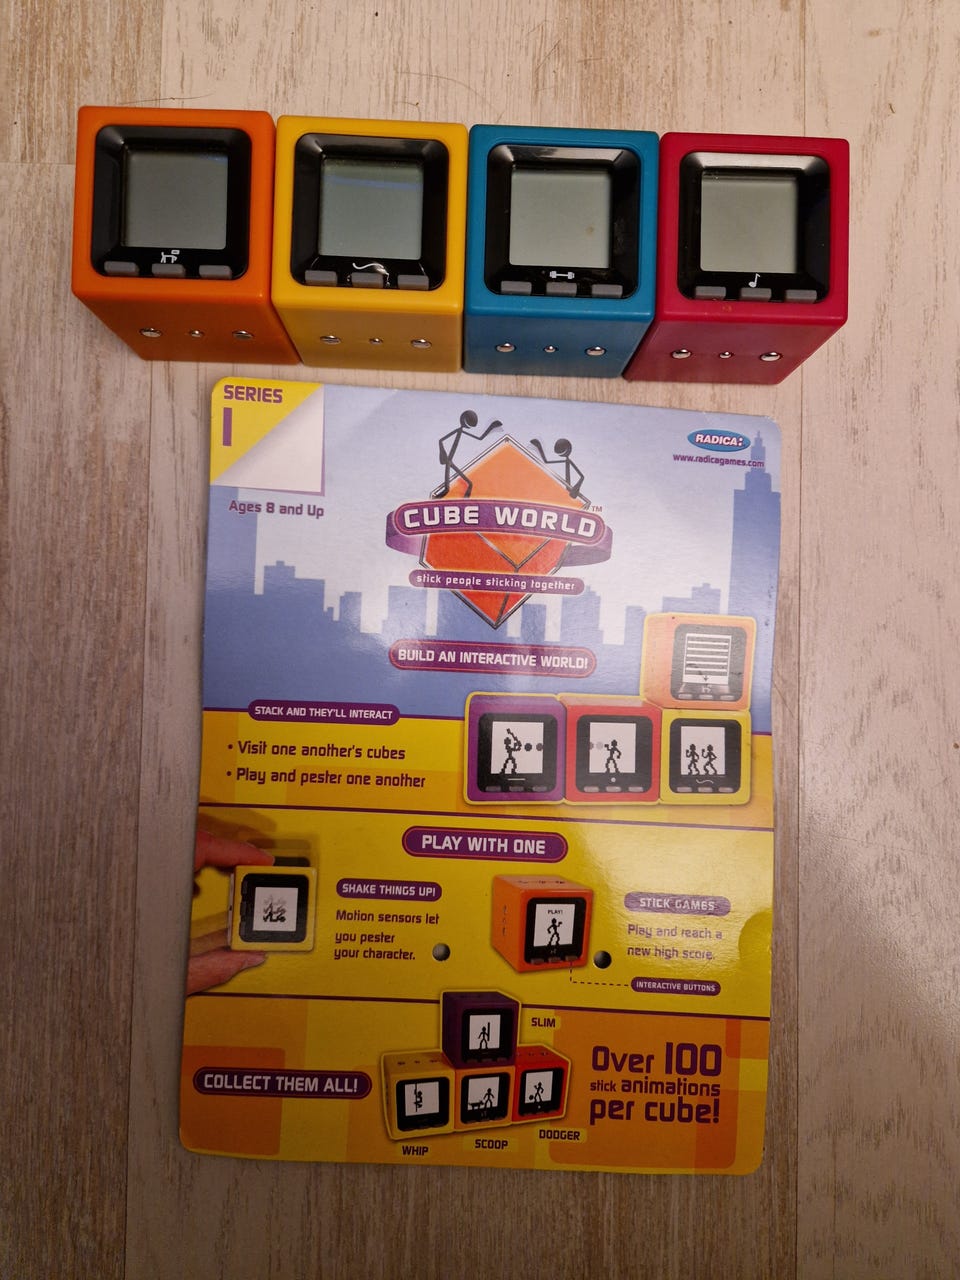 SERIES
1
Ages 8 and Up
RADICA:
www.radicagames.com
CUBE WORLD™
stick people sticking together
BUILD AN INTERACTIVE WORLD!
STACK AND THEY'LL INTERACT
• Visit one another's cubes
• Play and pester one another
PLAY WITH ONE
SHAKE THINGS UP!
Motion sensors let
you pester
your character.
PLAY!
STICK GAMES
Play and reach a
new high score.
INTERACTIVE BUTTONS
COLLECT THEM ALL!
SLIM
WHIP
SCOOP
DODGER
Over 100
stick animations
per cube!